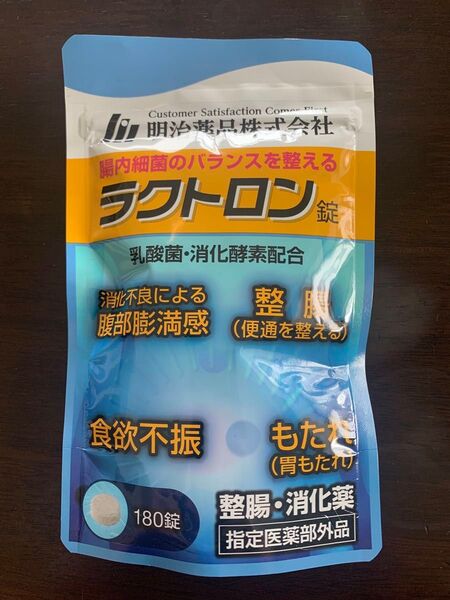 Customer Satisfaction Comes First
明治薬品株式会社
腸内細菌のバランスを整える
ラクトロン錠
乳酸菌・消化酵素配合
消化不良による
腹部膨満感
整腸
(便通を整える)
食欲不振
もたれ
(胃もたれ)
180錠
整腸・消化薬
指定医薬部外品